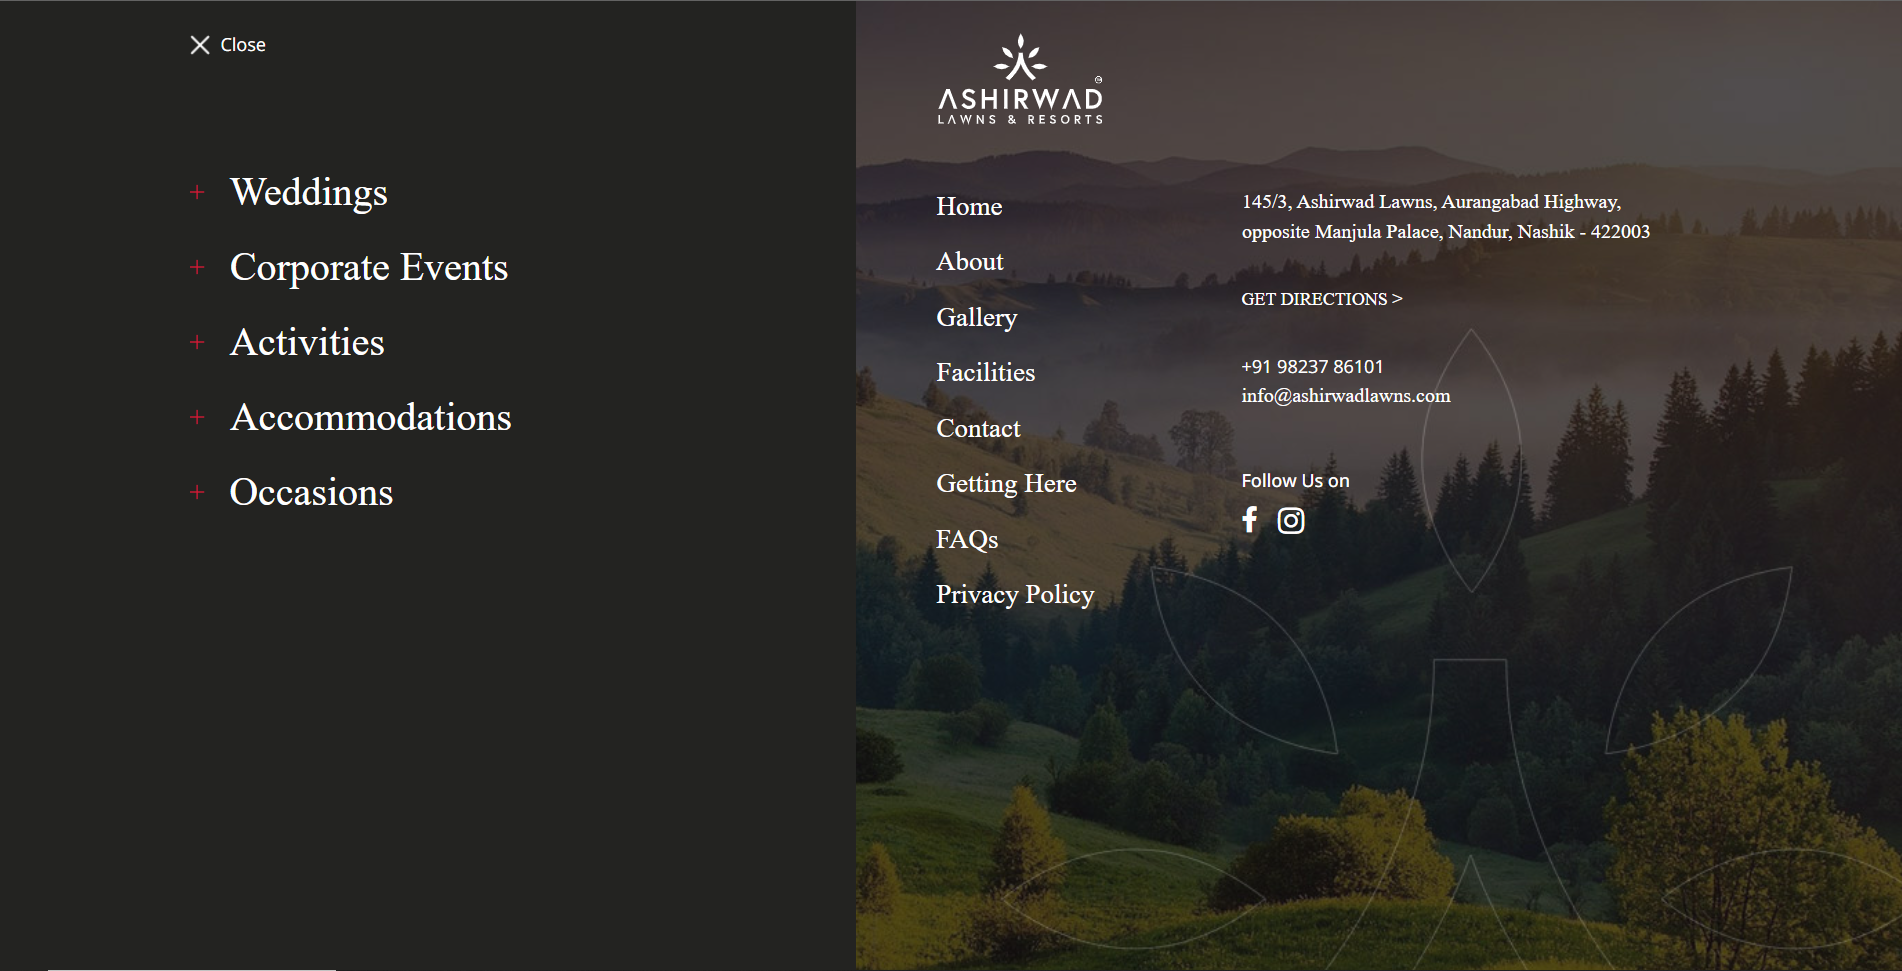 Close
Weddings
Corporate Events
Activities
Accommodations
Occasions
ASHIRWAD
LAWNS & RESORTS
Home
About
Gallery
Facilities
Contact
Getting Here
FAQs
Privacy Policy
145/3, Ashirwad Lawns, Aurangabad Highway,
opposite Manjula Palace, Nandur, Nashik - 422003
GET DIRECTIONS >
+91 98237 86101
info@ashirwadlawns.com
Follow Us on